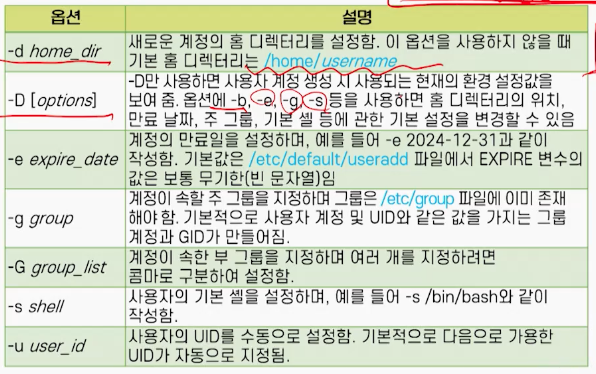 옵션 설명
-d home_dir 새로운 계정의 홈 디렉터리를 설정함. 이 옵션을 사용하지 않을 때
기본 홈 디렉터리는 /home/username
-D [options] -D만 사용하면 사용자 계정 생성 시 사용되는 현재의 환경 설정값을
보여 줌. 옵션에 -b, -e, -g, -s 등을 사용하면 홈 디렉터리의 위치,
만료 날짜, 주 그룹, 기본 셸 등에 관한 기본 설정을 변경할 수 있음
-e expire_date 계정의 만료일을 설정하며, 예를 들어 -e 2024-12-31과 같이
작성함. 기본값은 /etc/default/useradd 파일에서 EXPIRE 변수의
값은 보통 무기한(빈 문자열)임
-g group 계정이 속할 주 그룹을 지정하며 그룹은 /etc/group 파일에 이미 존재
해야 함. 기본적으로 사용자 계정 및 UID와 같은 값을 가지는 그룹
계정과 GID가 만들어짐.
-G group_list 계정이 속한 부 그룹을 지정하며 여러 개를 지정하려면
콤마로 구분하여 설정함.
-s shell 사용자의 기본 셸을 설정하며, 예를 들어 -s /bin/bash와 같이
작성함.
-u user_id 사용자의 UID를 수동으로 설정함. 기본적으로 다음으로 가용한
UID가 자동으로 지정됨.